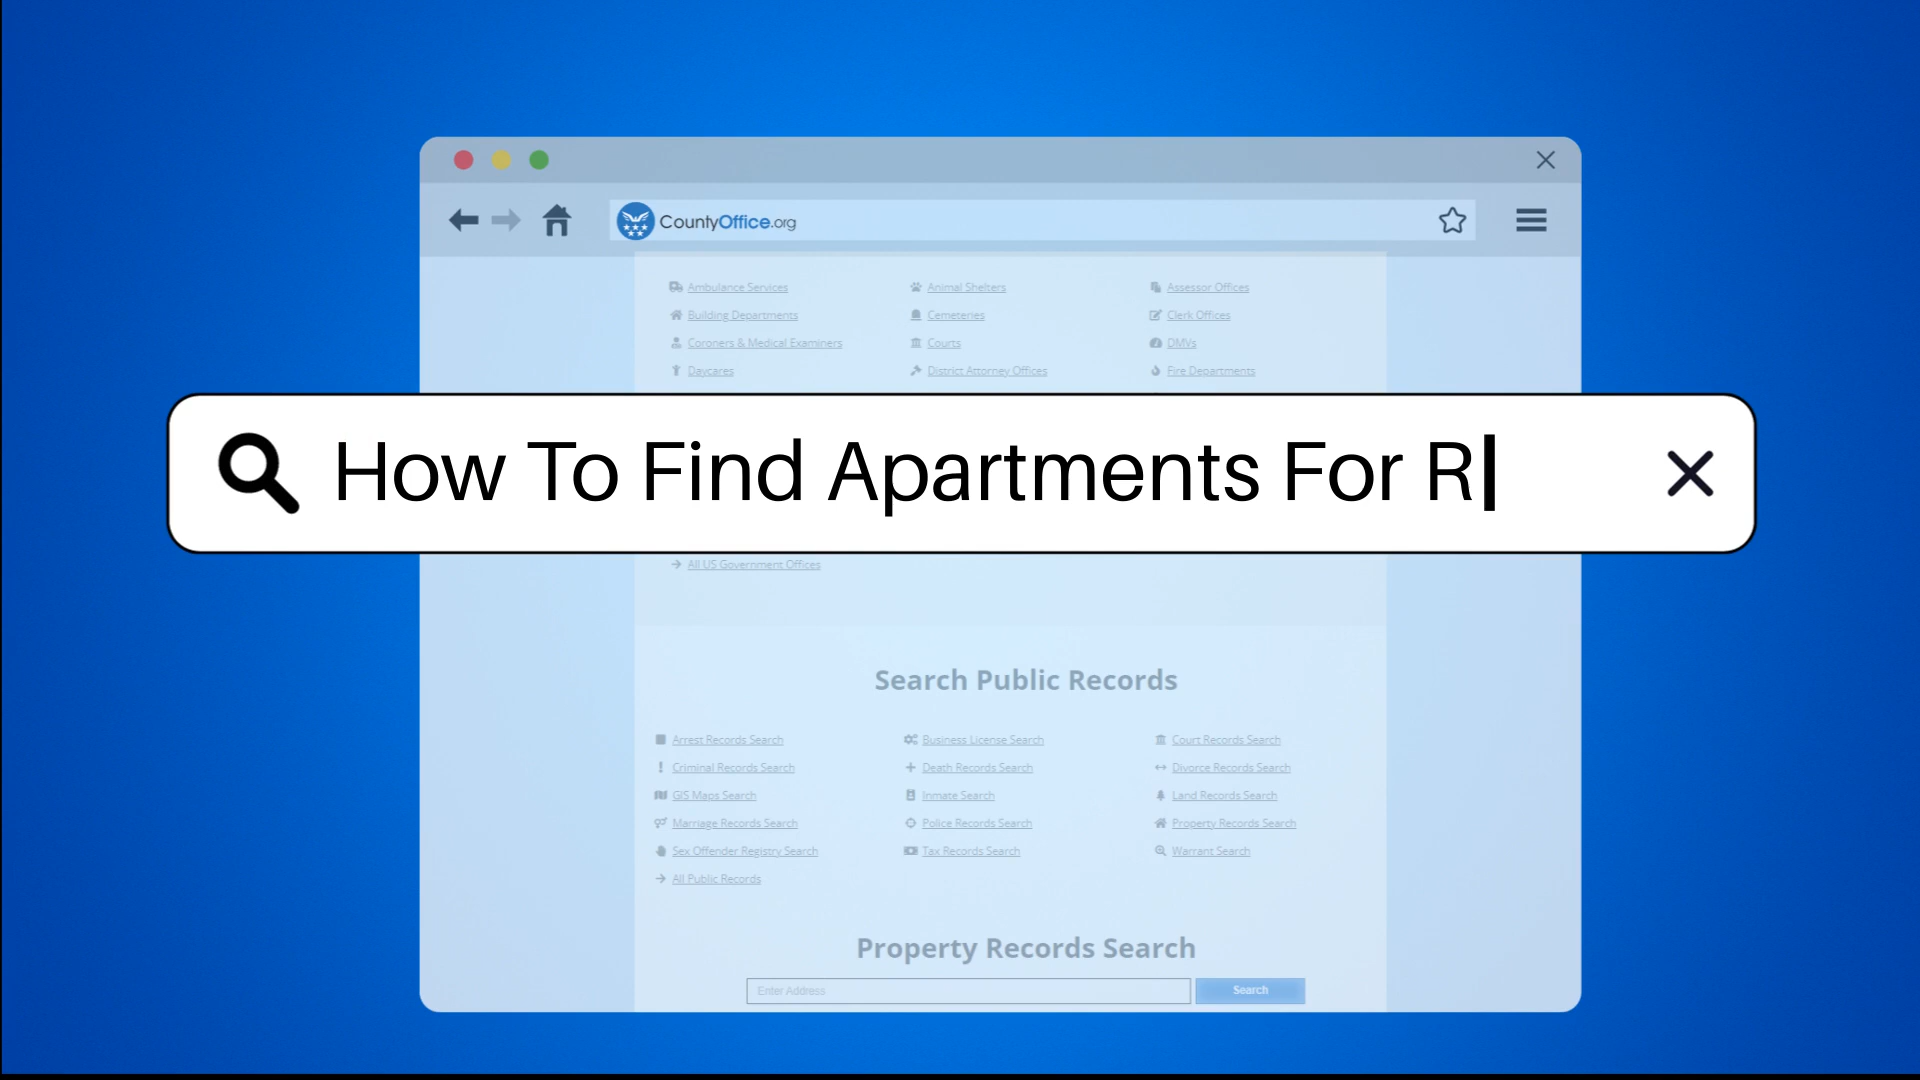 CountyOffice.org
Ambulance Services Animal Shelters Assessor Offices
Building Departments Cemeteries Clerk Offices
Coroners & Medical Examiners Courts DMVs
Daycares District Attorney Offices Fire Departments
How To Find Apartments For R
All US Government Offices
Search Public Records
Arrest Records Search Business License Search Court Records Search
Criminal Records Search Death Records Search Divorce Records Search
GIS Maps Search Inmate Search Land Records Search
Marriage Records Search Police Records Search Property Records Search
Sex Offender Registry Search Tax Records Search Warrant Search
All Public Records
Property Records Search
Enter Address Search